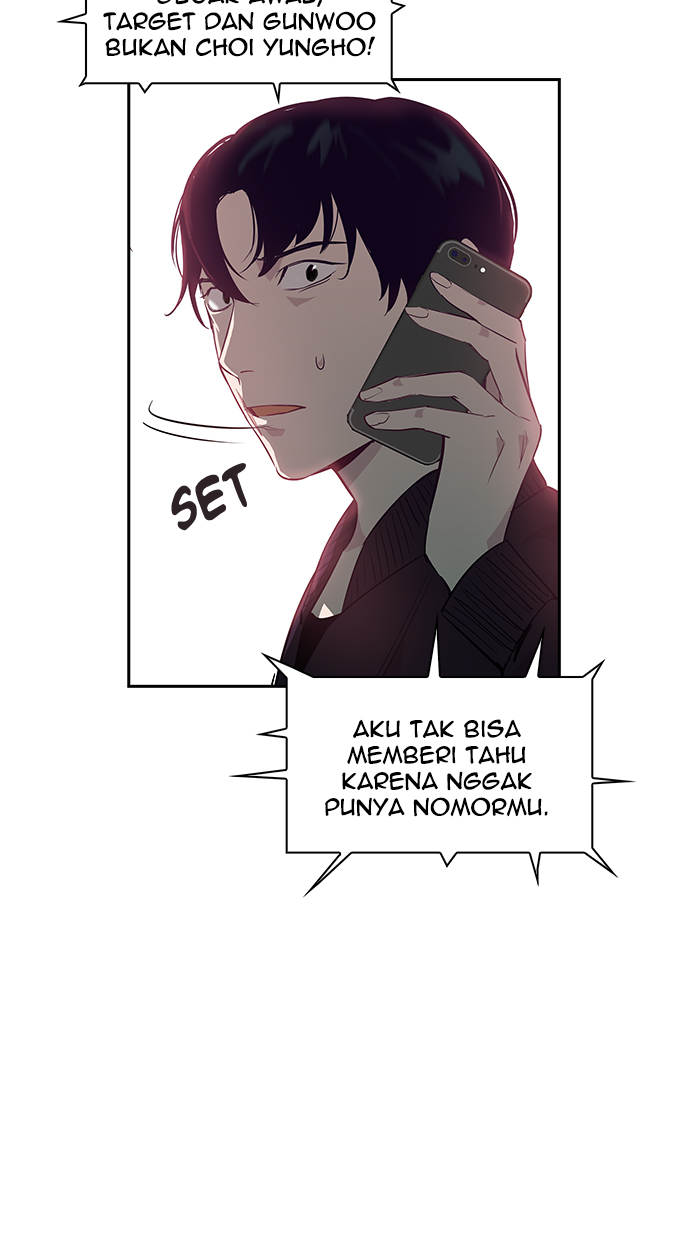 TARGET DAN GUNWOO
BUKAN CHOI YUNGHO!
SET
AKU TAK BISA
MEMBERI TAHU
KARENA NGGAK
PUNYA NOMORMU.